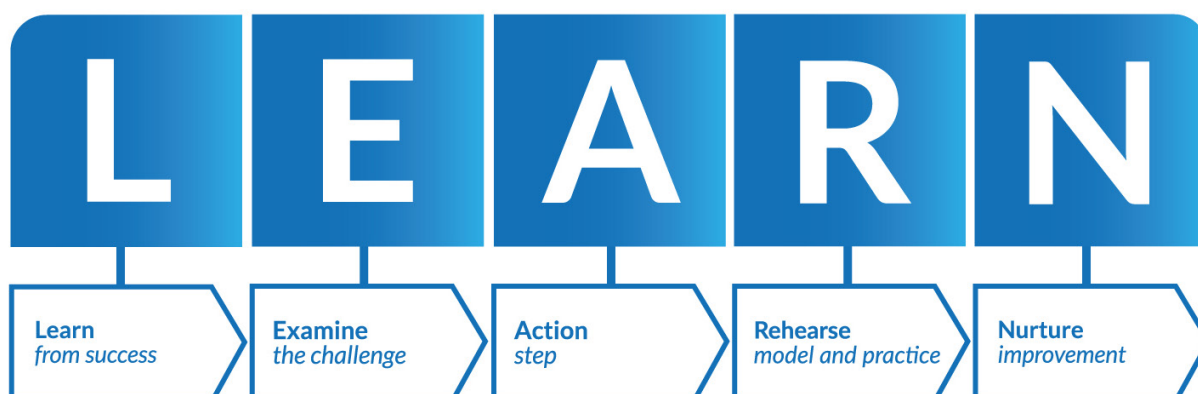 L E A R N
Learn
from success
Examine
the challenge
Action
step
Rehearse
model and practice
Nurture
improvement